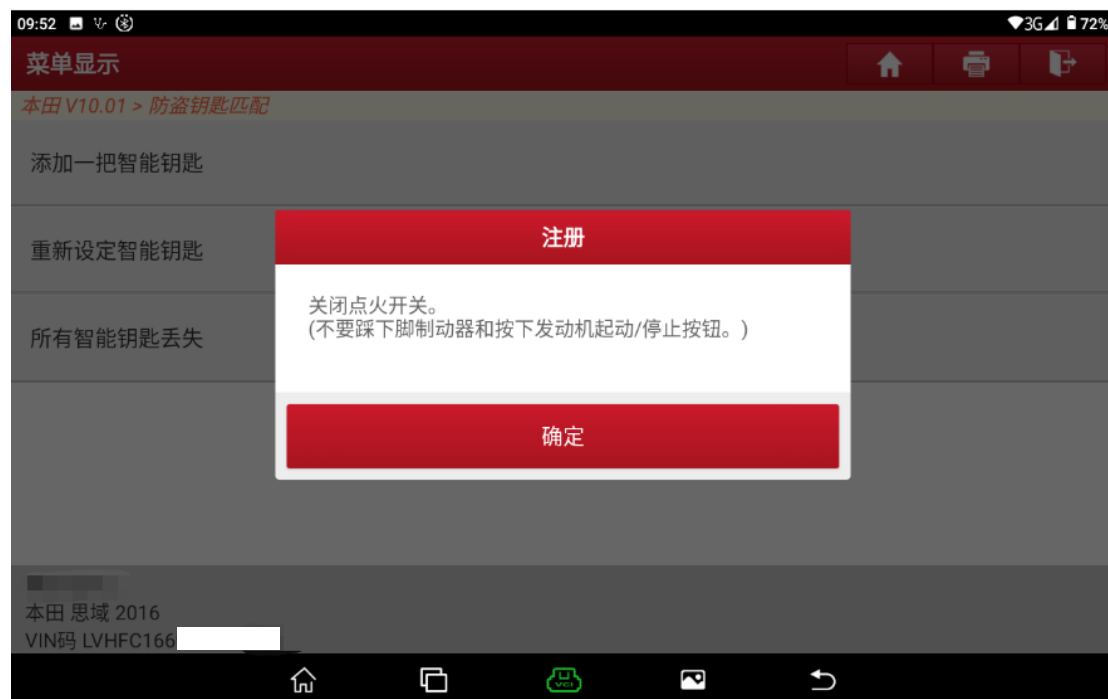 09:52
3G 72%
菜单显示
本田 V10.01 > 防盗钥匙匹配
添加一把智能钥匙
重新设定智能钥匙
所有智能钥匙丢失
注册
关闭点火开关。
(不要踩下脚制动器和按下发动机起动/停止按钮。)
确定
本田 思域 2016
VIN码 LVHFC166
VCI